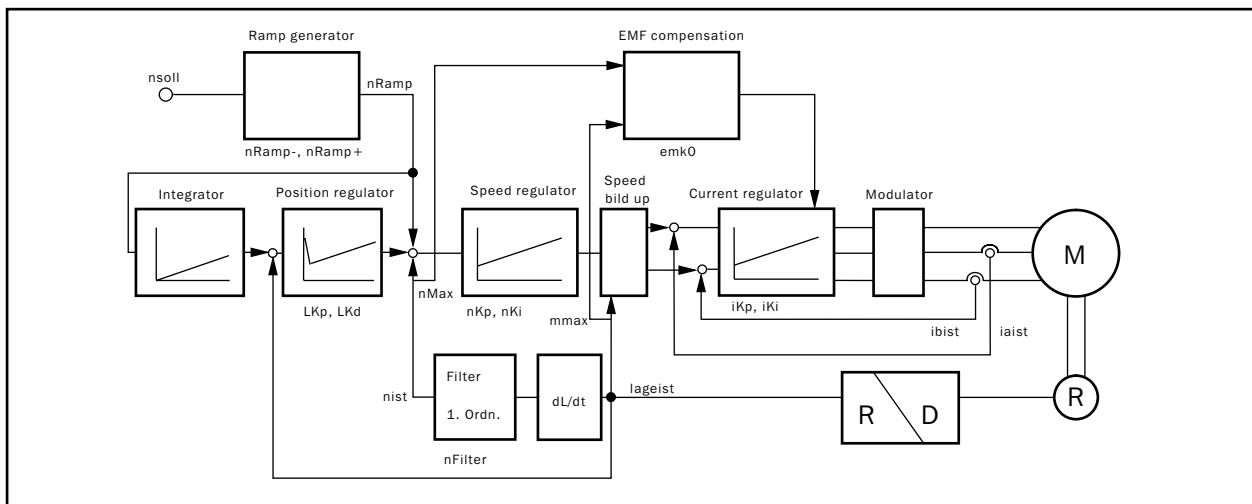 Ramp generator
EMF compensation
nsoll
nRamp
nRamp-, nRamp+
emk0
Integrator
Position regulator
Speed regulator
Speed
bild up
Current regulator
Modulator
M
nMax
LKp, LKd
nKp, nKi
mmax
iKp, iKi
ibist
iaist
Filter
1. Ordn.
nist
dL/dt
lageist
R
D
R
nFilter